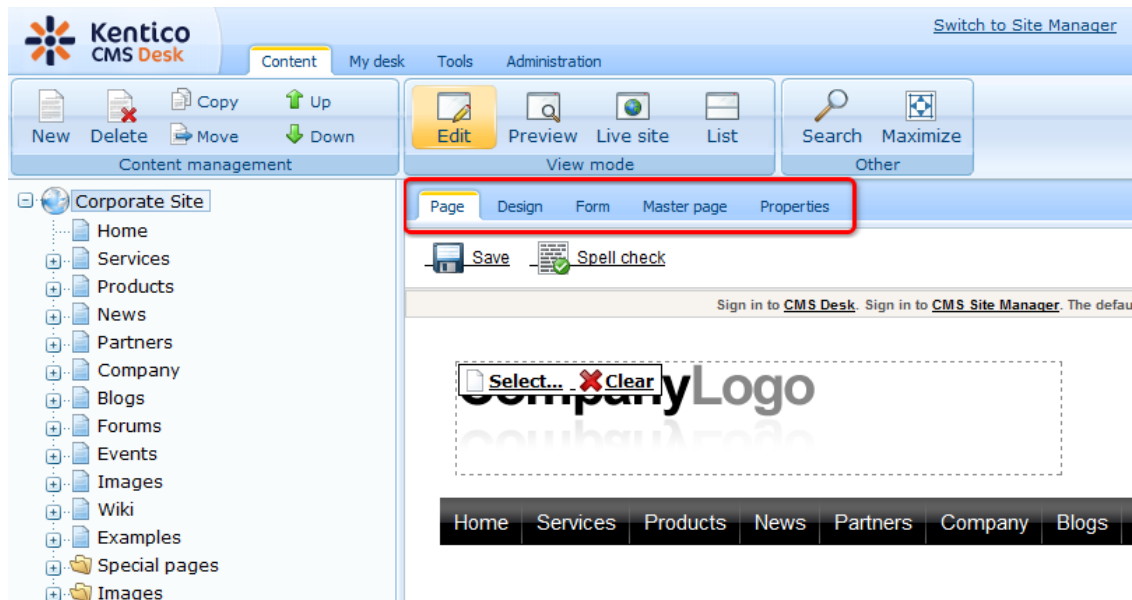 Kentico
CMS Desk
Switch to Site Manager
Content My desk Tools Administration
New Delete Copy Move Up Down
Content management
Edit Preview Live site List
View mode
Search Maximize
Other
Corporate Site
Home
Services
Products
News
Partners
Company
Blogs
Forums
Events
Images
Wiki
Examples
Special pages
Images
Page Design Form Master page Properties
Save Spell check
Sign in to CMS Desk. Sign in to CMS Site Manager. The defau
Select... Clear
CompanyLogo
Home Services Products News Partners Company Blogs